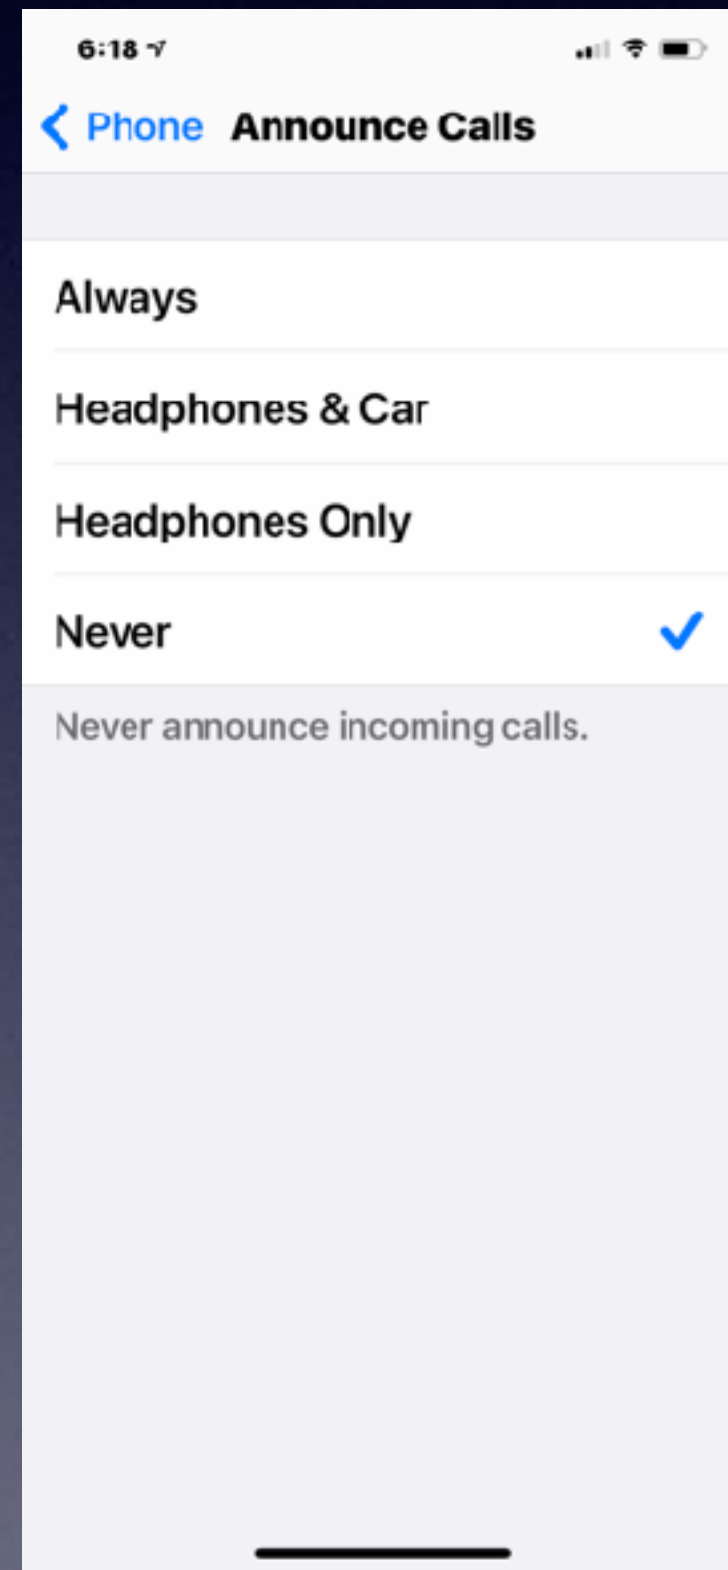 6:18
Phone Announce Calls
Always
Headphones & Car
Headphones Only
Never
Never announce incoming calls.